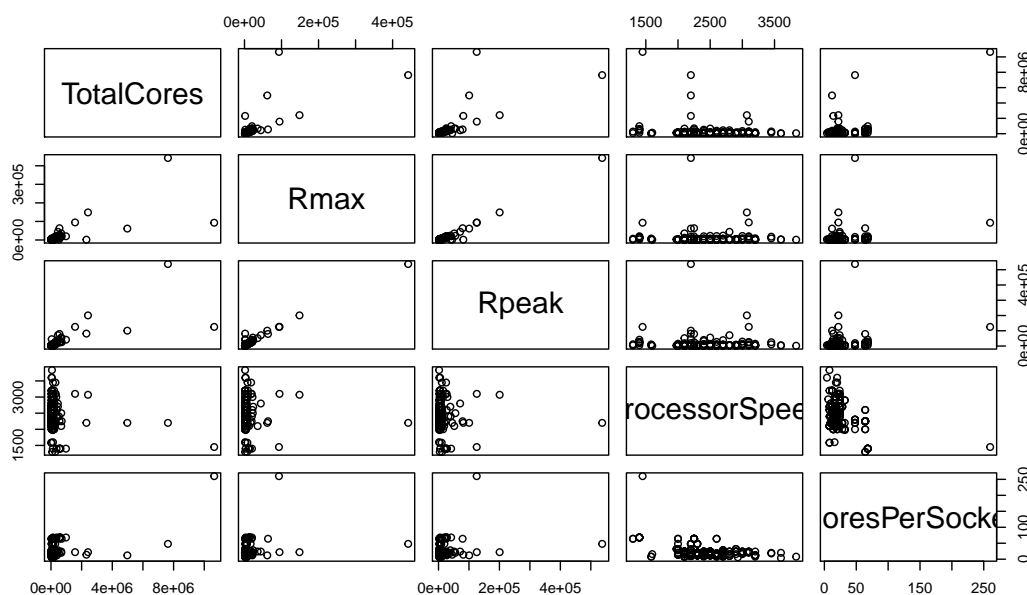 0e+00 2e+05 4e+05 1500 2500 3500
TotalCores 0e+00 8e+06
0e+00 3e+05 Rmax
Rpeak 0e+00 4e+05
1500 3000 rocessorSpee
oresPerSocke 0 100 250
0e+00 4e+06 0e+00 2e+05 4e+05 0 50 150 250